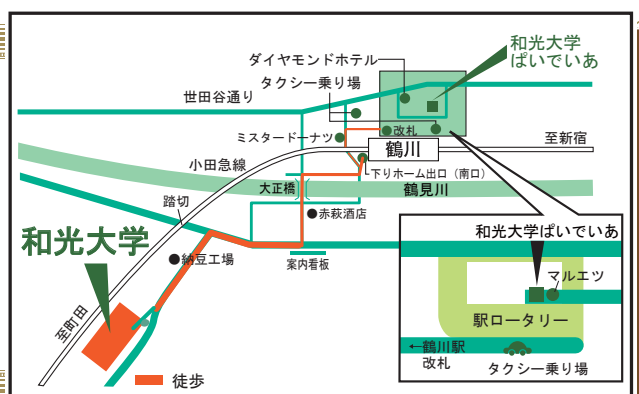 ダイヤモンドホテル
和光大学
ぱいでいあ
タクシー乗り場
世田谷通り
ミスタードーナツ
改札
鶴川
至新宿
小田急線
下りホーム出口（南口）
大正橋
鶴見川
踏切
赤萩酒店
和光大学
納豆工場
案内看板
至町田
徒歩
和光大学ぱいでいあ
マルエツ
駅ロータリー
←鶴川駅
改札
タクシー乗り場